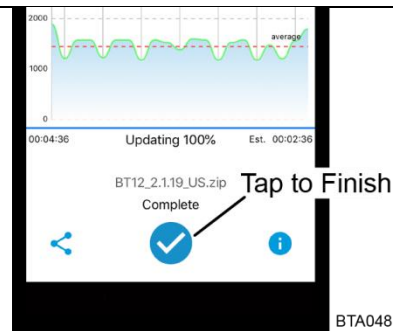 2000
average
1000
0
00:04:36 Updating 100% Est. 00:02:36
BT12_2.1.19_US.zip
Tap to Finish
Complete
BTA048